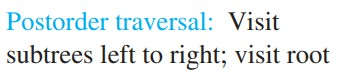 Postorder traversal: Visit
subtrees left to right; visit root